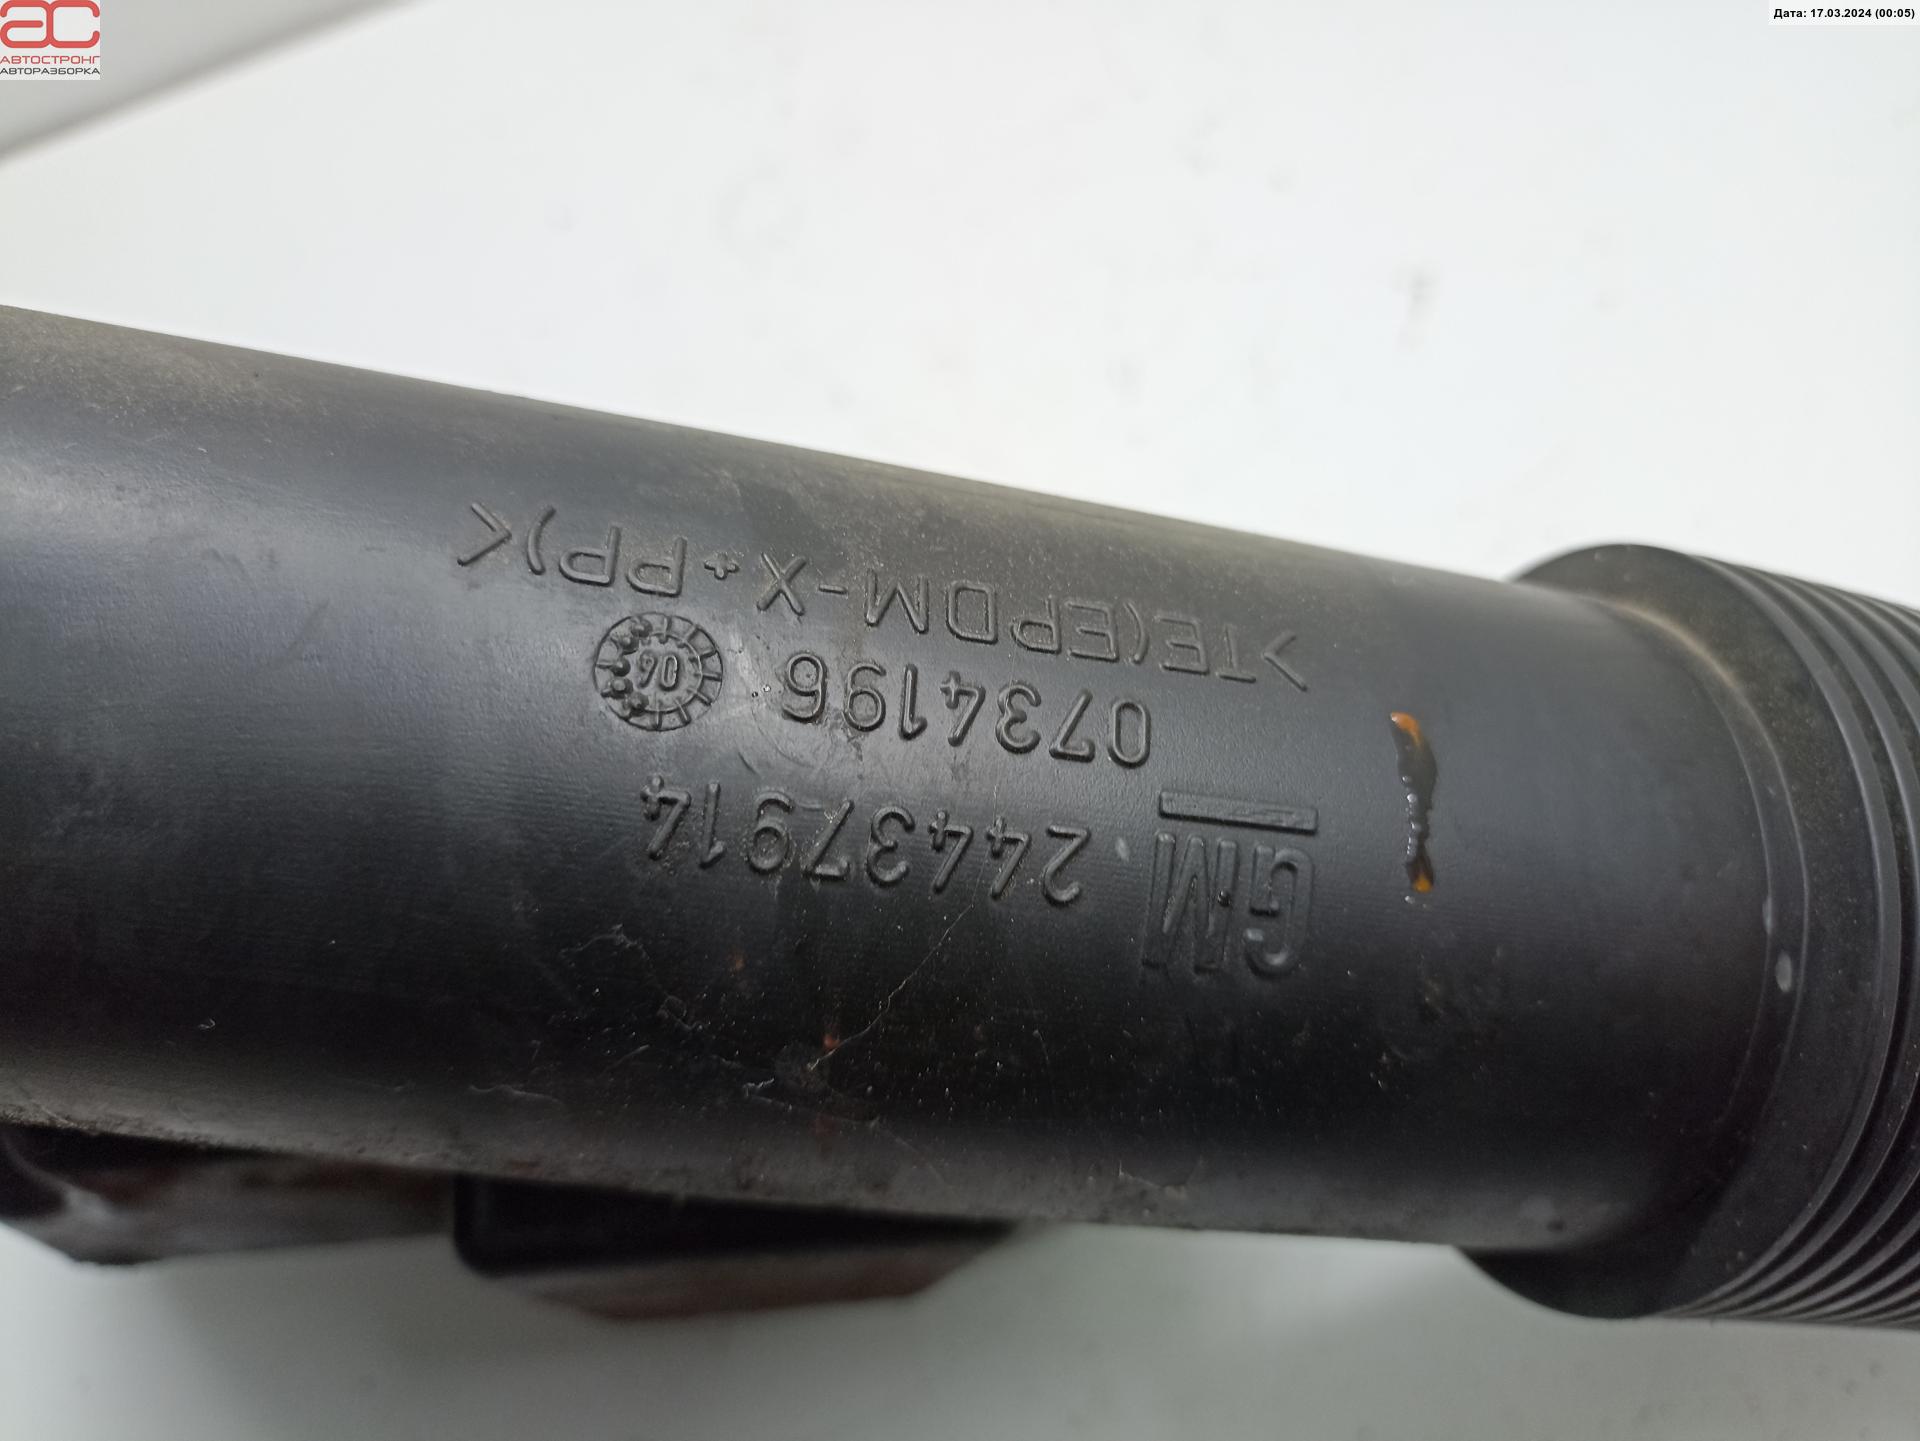 АС
АВТОСТРОНГ
АВТОРАЗБОРКА
Дата: 17.03.2024 (00:05)
GM 24437914
0734196 06
>TE(EPDM-X+PP)<